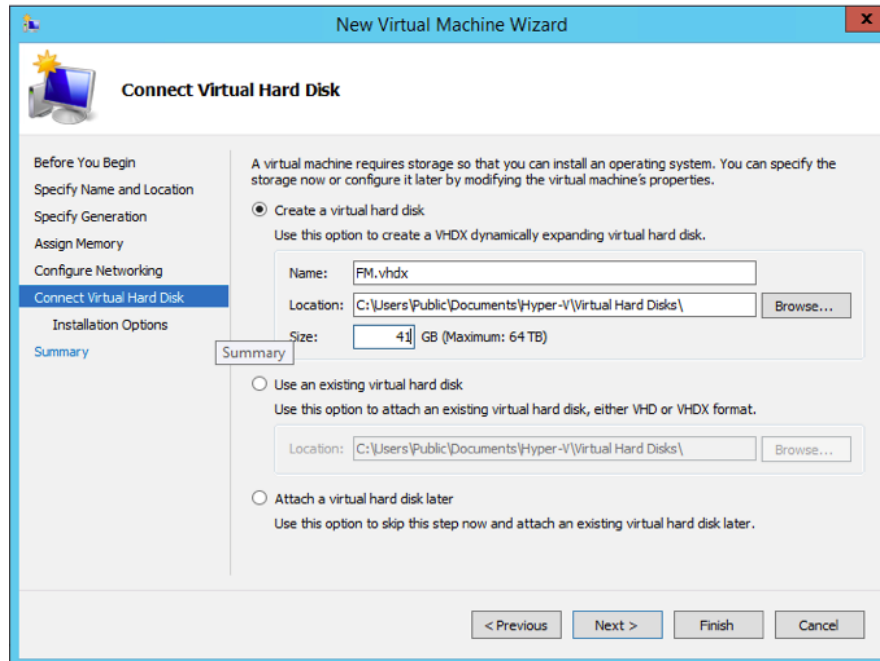 New Virtual Machine Wizard
x
Connect Virtual Hard Disk
Before You Begin
Specify Name and Location
Specify Generation
Assign Memory
Configure Networking
Connect Virtual Hard Disk
Installation Options
Summary
Summary
A virtual machine requires storage so that you can install an operating system. You can specify the
storage now or configure it later by modifying the virtual machine's properties.
Create a virtual hard disk
Use this option to create a VHDX dynamically expanding virtual hard disk.
Name: FM.vhdx
Location: C:\Users\Public\Documents\Hyper-V\Virtual Hard Disks\ Browse...
Size: 41 GB (Maximum: 64 TB)
Use an existing virtual hard disk
Use this option to attach an existing virtual hard disk, either VHD or VHDX format.
Location: C:\Users\Public\Documents\Hyper-V\Virtual Hard Disks\ Browse...
Attach a virtual hard disk later
Use this option to skip this step now and attach an existing virtual hard disk later.
< Previous Next > Finish Cancel